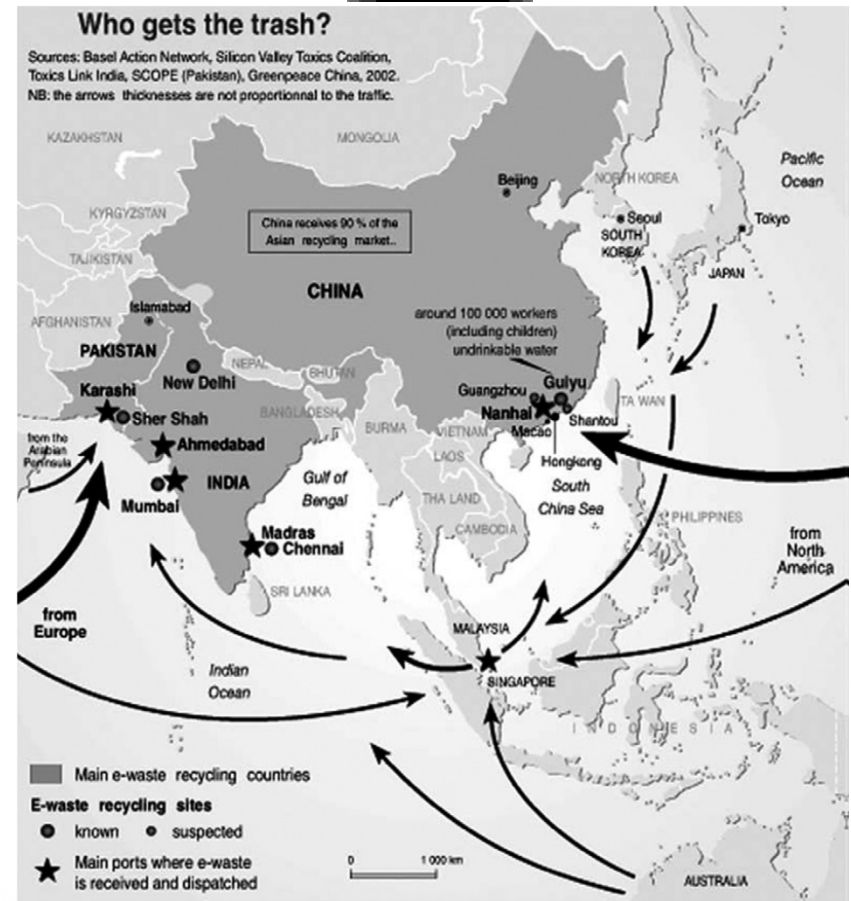 Who gets the trash?
Sources: Basel Action Network, Silicon Valley Toxics Coalition,
Toxics Link India, SCOPE (Pakistan), Greenpeace China, 2002.
NB: the arrows thicknesses are not proportionnal to the traffic.
KAZAKHSTAN
MONGOLIA
Pacific
Ocean
Beijing
NORTH KOREA
KYRGYZSTAN
China receives 90 % of the
Asian recycling market..
Seoul
SOUTH
KOREA
Tokyo
TAJIKISTAN
JAPAN
CHINA
Islamabad
AFGHANISTAN
around 100 000 workers
(including children)
undrinkable water
PAKISTAN
NEPAL
BHUTAN
New Delhi
Karashi
Guangzhou
Guiyu
Sher Shah
BANGLADESH
Nanhai
Shantou
TA WAN
BURMA
VIETNAM
Macao
from the
Arabian
Peninsula
Ahmedabad
LAOS
Hongkong
INDIA
Gulf of
Bengal
South
China Sea
Mumbai
THA LAND
PHILIPPINES
Madras
Chennai
CAMBODIA
from
North
America
SRI LANKA
from
Europe
MALAYSIA
Indian
Ocean
SINGAPORE
INDONESIA
Main e-waste recycling countries
E-waste recycling sites
known
suspected
Main ports where e-waste
is received and dispatched
0
1 000 km
AUSTRALIA